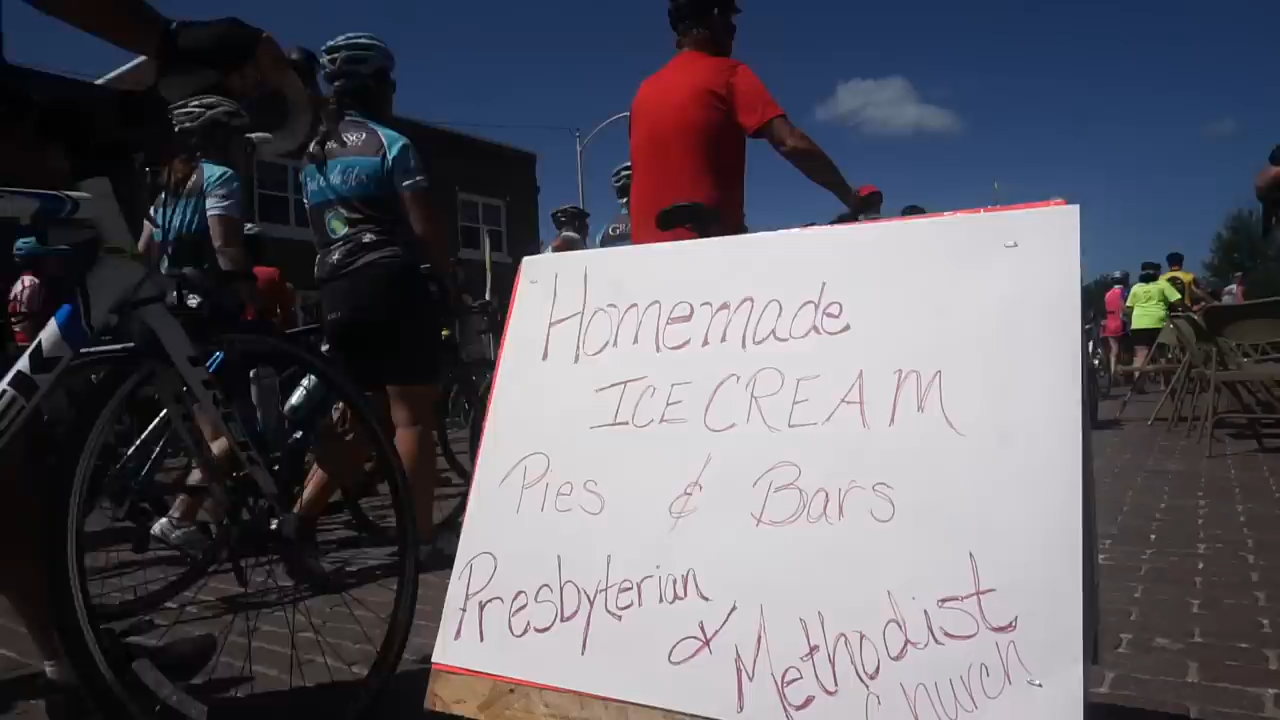 Homemade
ICE CREAM
Pies & Bars
Presbyterian
& Methodist
Church